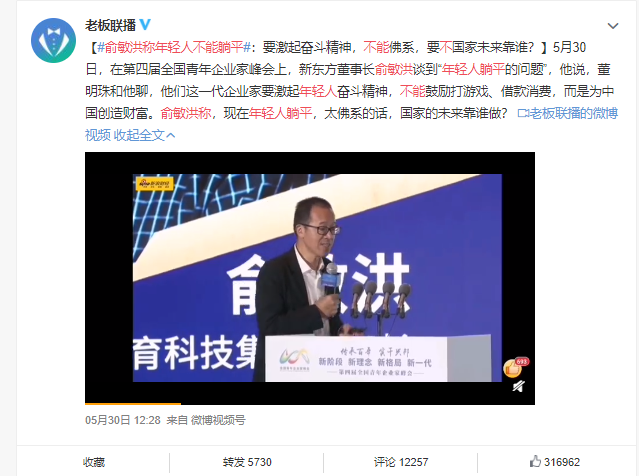 老板联播
【#俞敏洪称年轻人不能躺平#：要激起奋斗精神，不能佛系，要不国家未来靠谁？】5月30
日，在第四届全国青年企业家峰会上，新东方董事长俞敏洪谈到“年轻人躺平的问题”，他说，董
明珠和他聊，他们这一代企业家要激起年轻人奋斗精神，不能鼓励打游戏、借款消费，而是为中
国创造财富。俞敏洪称，现在年轻人躺平，太佛系的话，国家的未来靠谁做？ 老板联播的微博
视频 收起全文
俞敏洪
育科技集
传承百年 实干兴邦
新阶段 新理念 新格局 新一代
第四届全国青年企业家峰会
693
05月30日 12:28 来自 微博视频号
收藏
转发 5730
评论 12257
316962